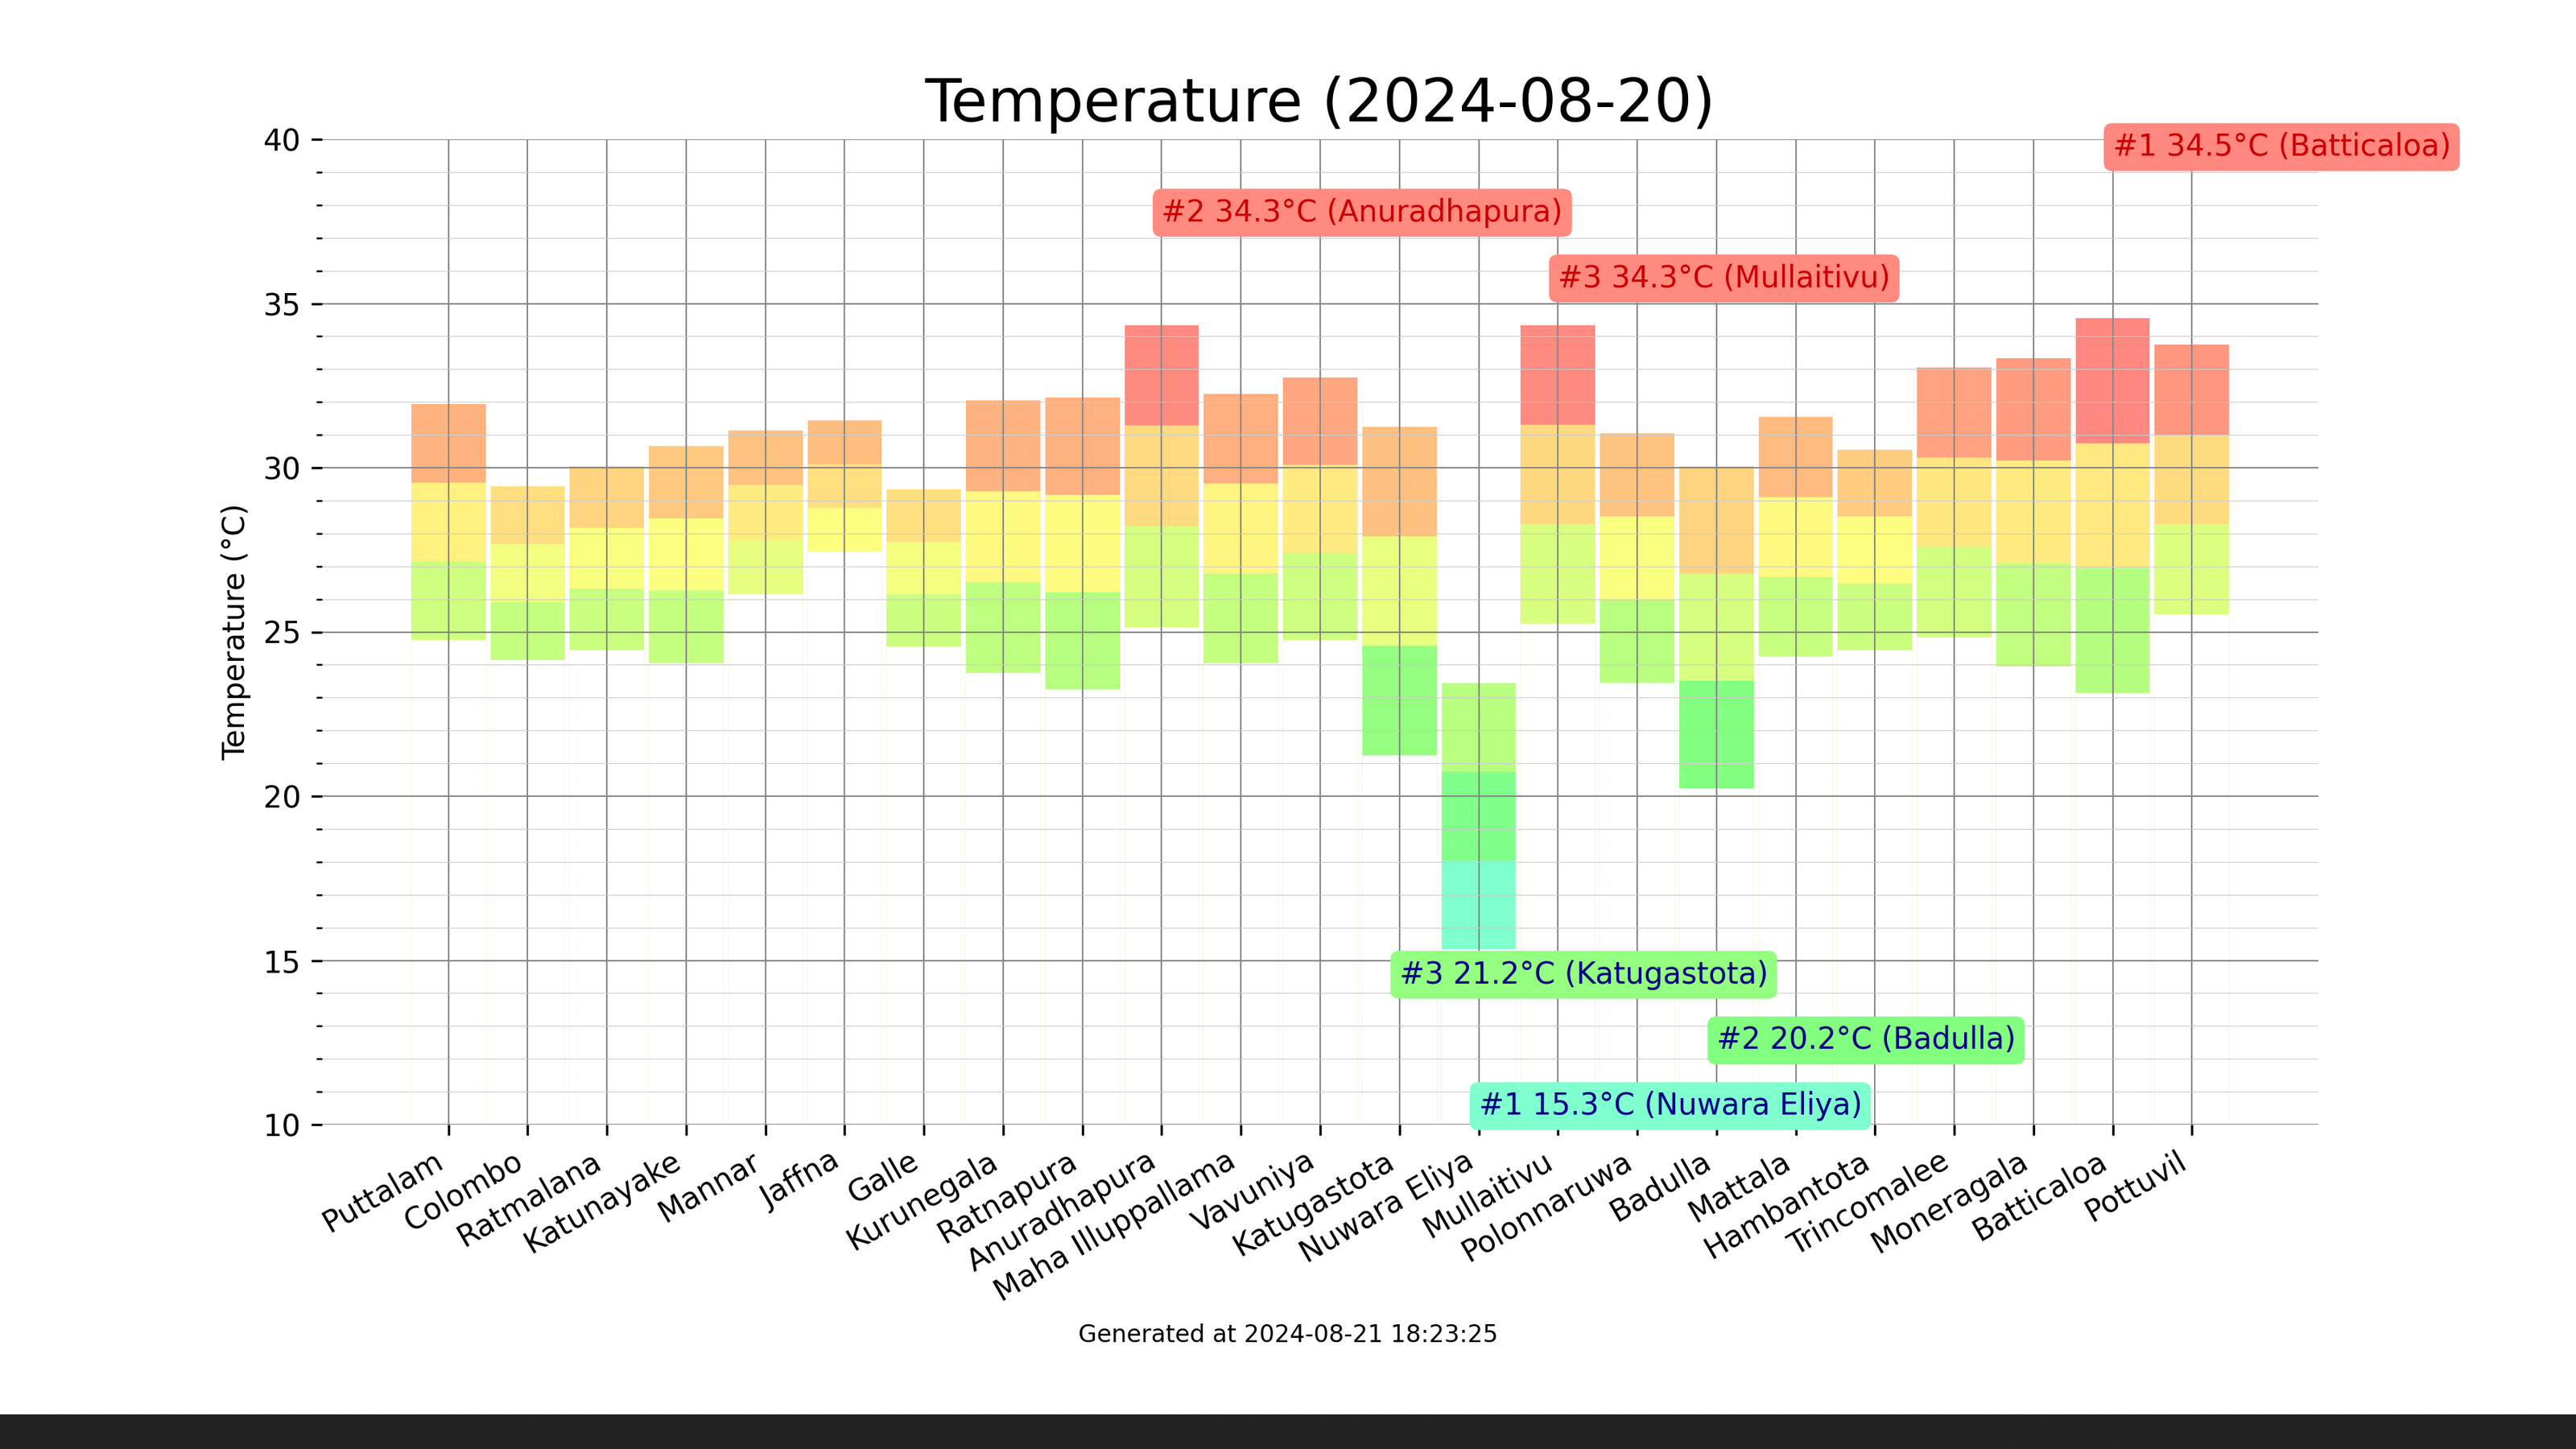 Temperature (2024-08-20)
#1 34.5°C (Batticaloa)
#2 34.3°C (Anuradhapura)
#3 34.3°C (Mullaitivu)
Temperature (°C)
40
35
30
25
20
15
10
#3 21.2°C (Katugastota)
#2 20.2°C (Badulla)
#1 15.3°C (Nuwara Eliya)
Puttalam
Colombo
Ratmalana
Katunayake
Mannar
Jaffna
Galle
Kurunegala
Ratnapura
Anuradhapura
Maha Illuppallama
Vavuniya
Katugastota
Nuwara Eliya
Mullaitivu
Polonnaruwa
Badulla
Mattala
Hambantota
Trincomalee
Moneragala
Batticaloa
Pottuvil
Generated at 2024-08-21 18:23:25